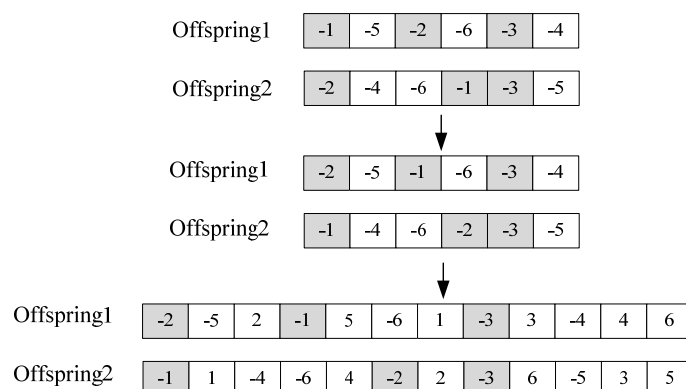 Offspring1 -1 -5 -2 -6 -3 -4
Offspring2 -2 -4 -6 -1 -3 -5
Offspring1 -2 -5 -1 -6 -3 -4
Offspring2 -1 -4 -6 -2 -3 -5
Offspring1 -2 -5 2 -1 5 -6 1 -3 3 -4 4 6
Offspring2 -1 1 -4 -6 4 -2 2 -3 6 -5 3 5